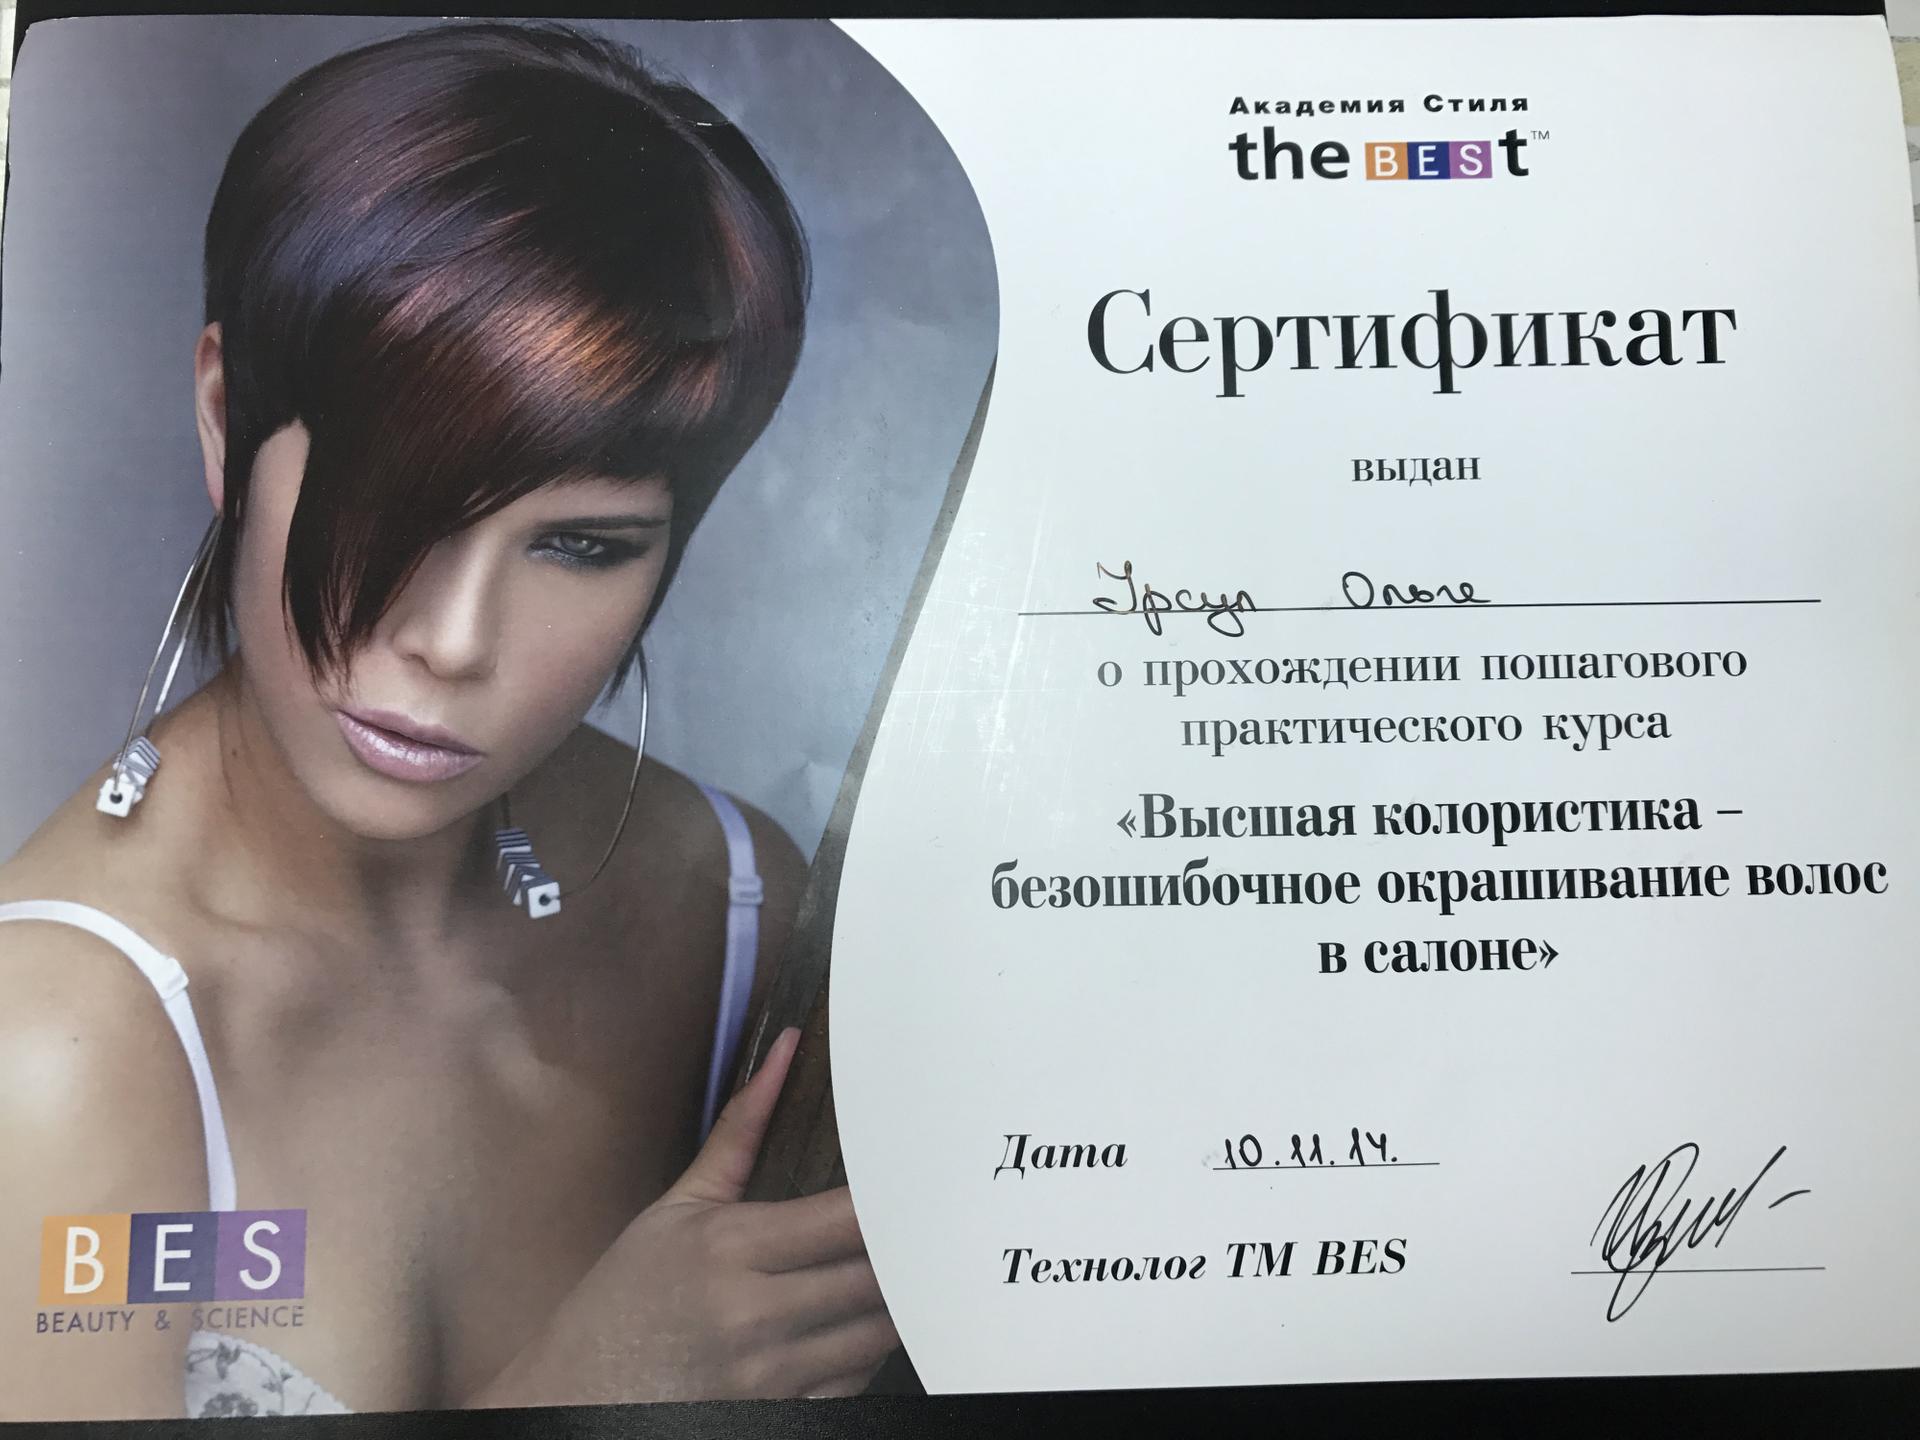 Академия Стиля
the BESt™
Сертификат
выдан
Урсул Ользе
о прохождении пошагового
практического курса
«Высшая колористика –
безошибочное окрашивание волос
в салоне»
Дата 10.11.14.
Технолог ТМ BES
BES
BEAUTY & SCIENCE